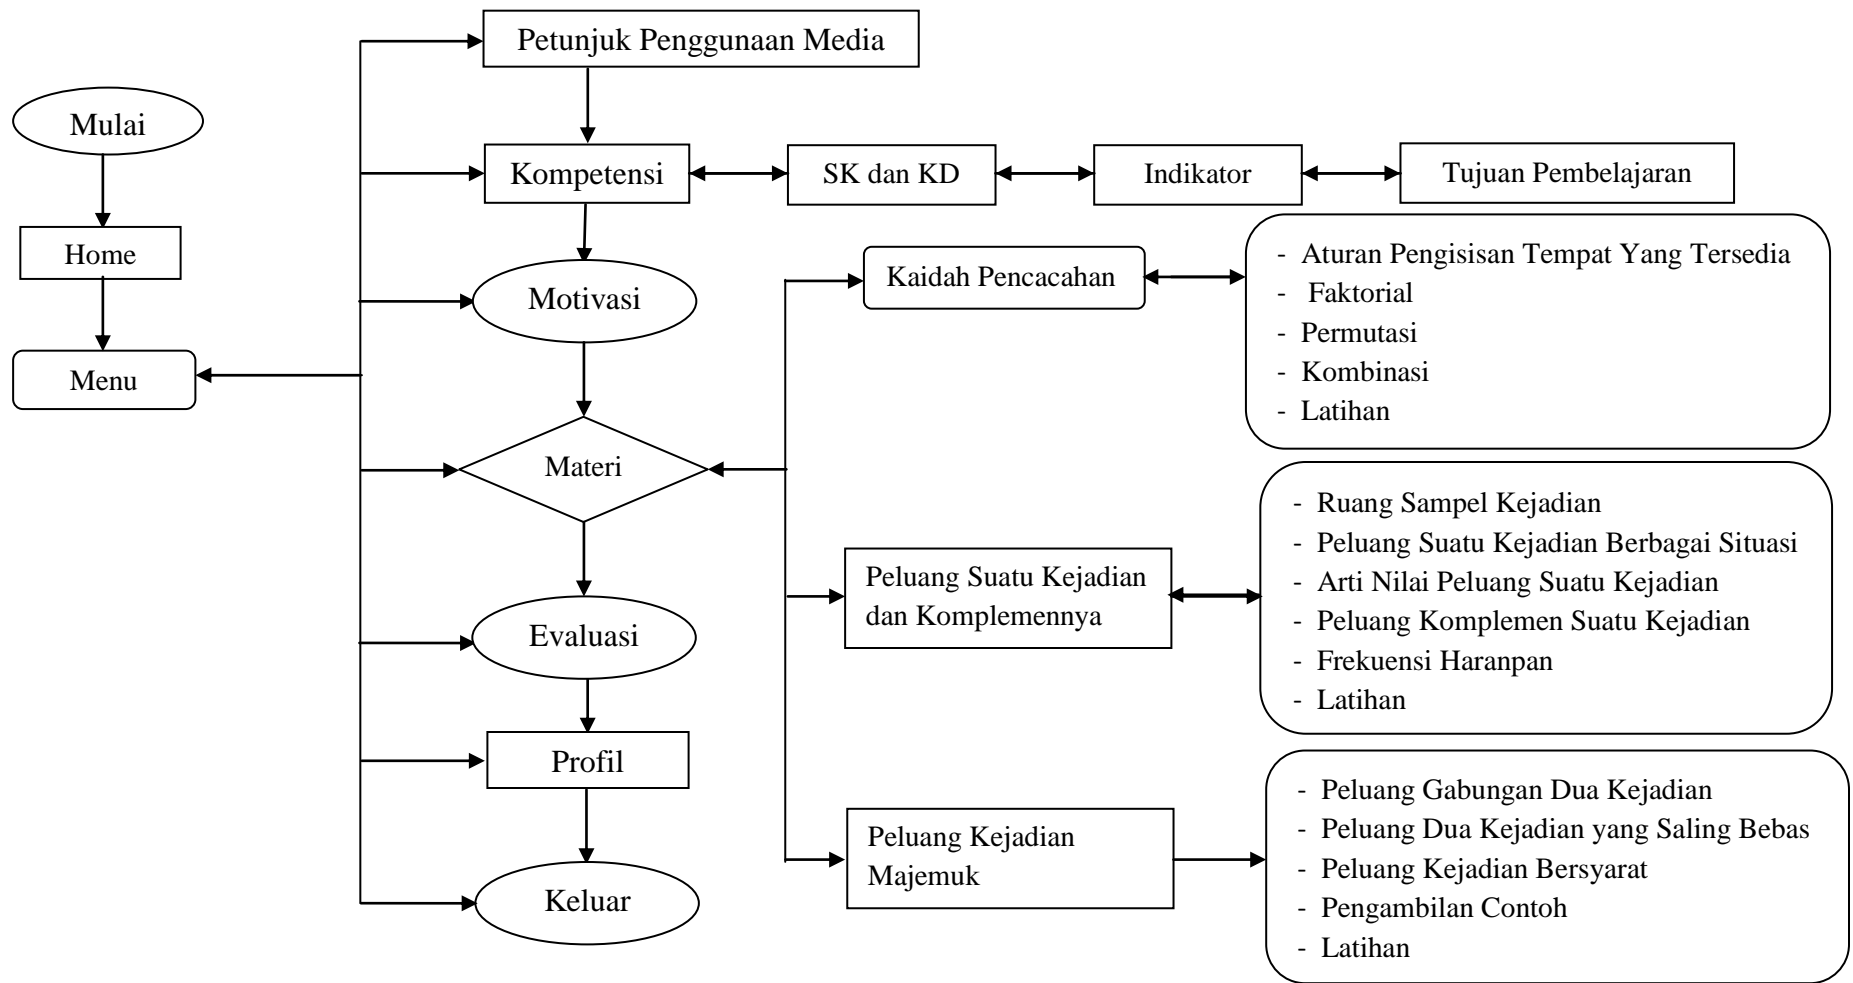 Petunjuk Penggunaan Media
Mulai
Kompetensi
SK dan KD
Indikator
Tujuan Pembelajaran
Home
Motivasi
Kaidah Pencacahan
- Aturan Pengisisan Tempat Yang Tersedia
- Faktorial
- Permutasi
- Kombinasi
- Latihan
Menu
Materi
Peluang Suatu Kejadian
dan Komplemennya
- Ruang Sampel Kejadian
- Peluang Suatu Kejadian Berbagai Situasi
- Arti Nilai Peluang Suatu Kejadian
- Peluang Komplemen Suatu Kejadian
- Frekuensi Haranpan
- Latihan
Evaluasi
Profil
Peluang Kejadian
Majemuk
- Peluang Gabungan Dua Kejadian
- Peluang Dua Kejadian yang Saling Bebas
- Peluang Kejadian Bersyarat
- Pengambilan Contoh
- Latihan
Keluar